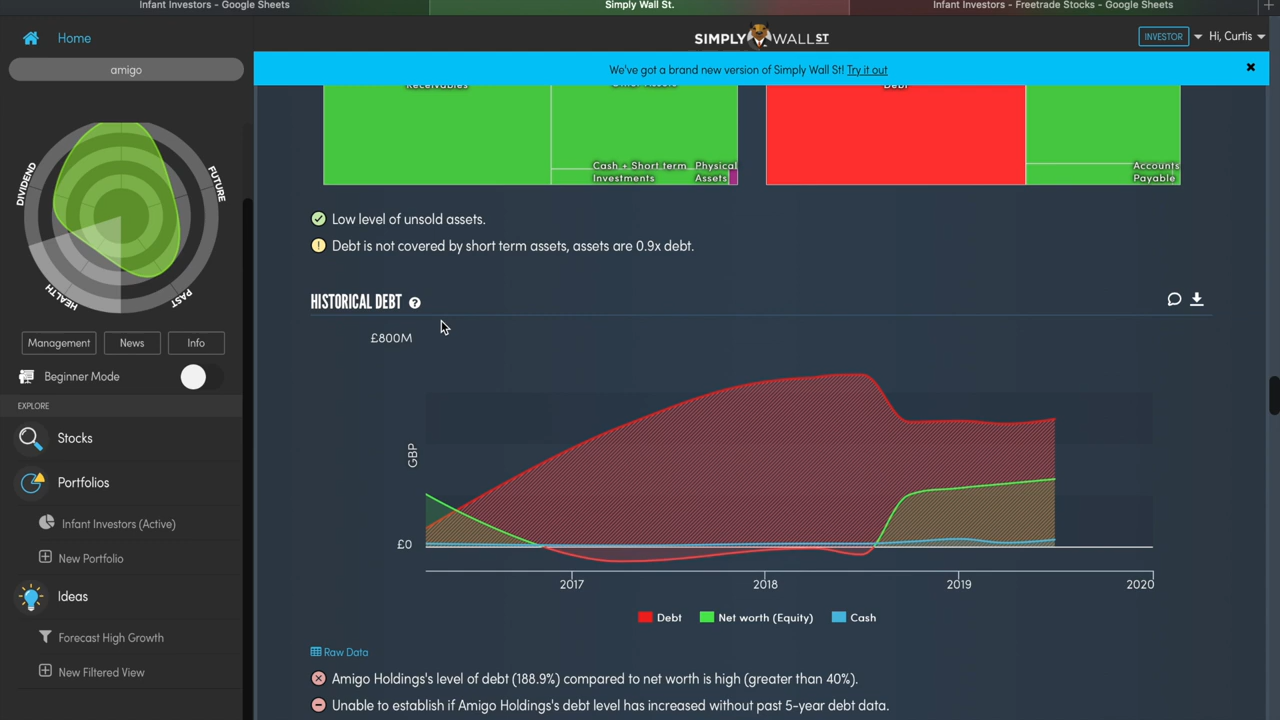 Infant Investors - Google Sheets
Simply Wall St.
Infant Investors - Freetrade Stocks - Google Sheets
Home
SIMPLY WALL ST
INVESTOR
Hi, Curtis
amigo
We've got a brand new version of Simply Wall St! Try it out
Receivables
Debt
Cash + Short term
Investments
Physical
Assets
Accounts
Payable
DIVIDEND
FUTURE
HEALTH
PAST
Low level of unsold assets.
Debt is not covered by short term assets, assets are 0.9x debt.
HISTORICAL DEBT
Management
News
Info
Beginner Mode
EXPLORE
Stocks
Portfolios
Infant Investors (Active)
New Portfolio
Ideas
Forecast High Growth
New Filtered View
£800M
GBP
£0
2017
2018
2019
2020
Debt
Net worth (Equity)
Cash
Raw Data
Amigo Holdings's level of debt (188.9%) compared to net worth is high (greater than 40%).
Unable to establish if Amigo Holdings's debt level has increased without past 5-year debt data.